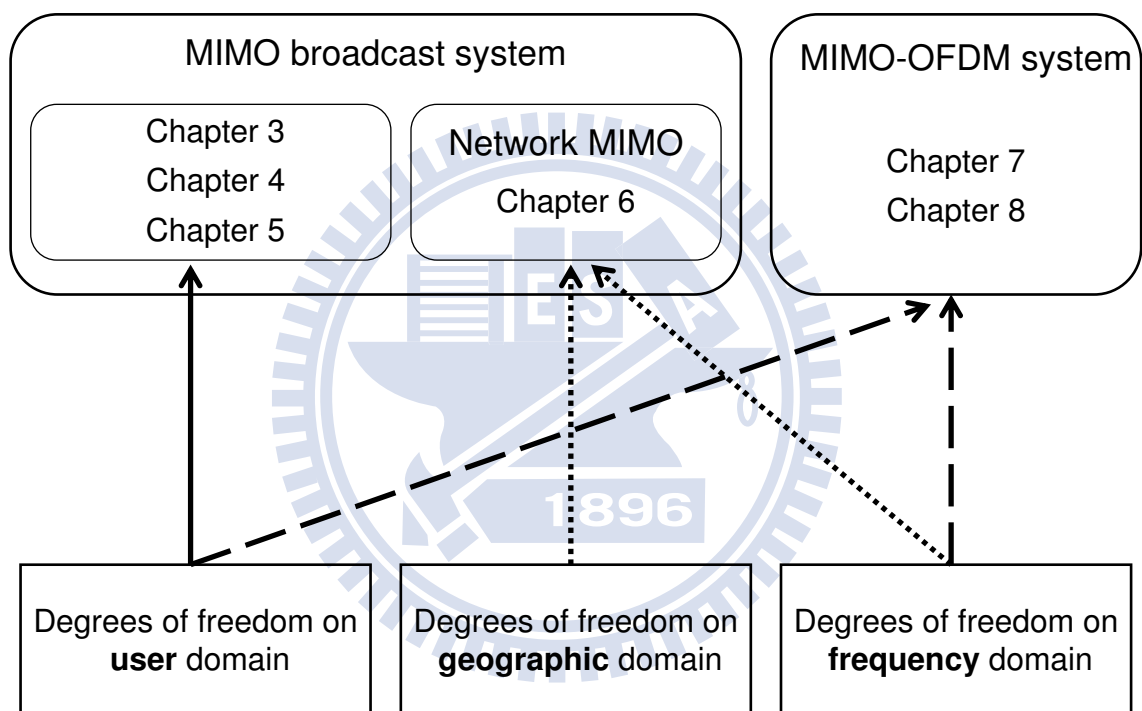 MIMO broadcast system
Chapter 3
Chapter 4
Chapter 5
Network MIMO
Chapter 6
MIMO-OFDM system
Chapter 7
Chapter 8
E S A
1896
Degrees of freedom on
user domain
Degrees of freedom on
geographic domain
Degrees of freedom on
frequency domain